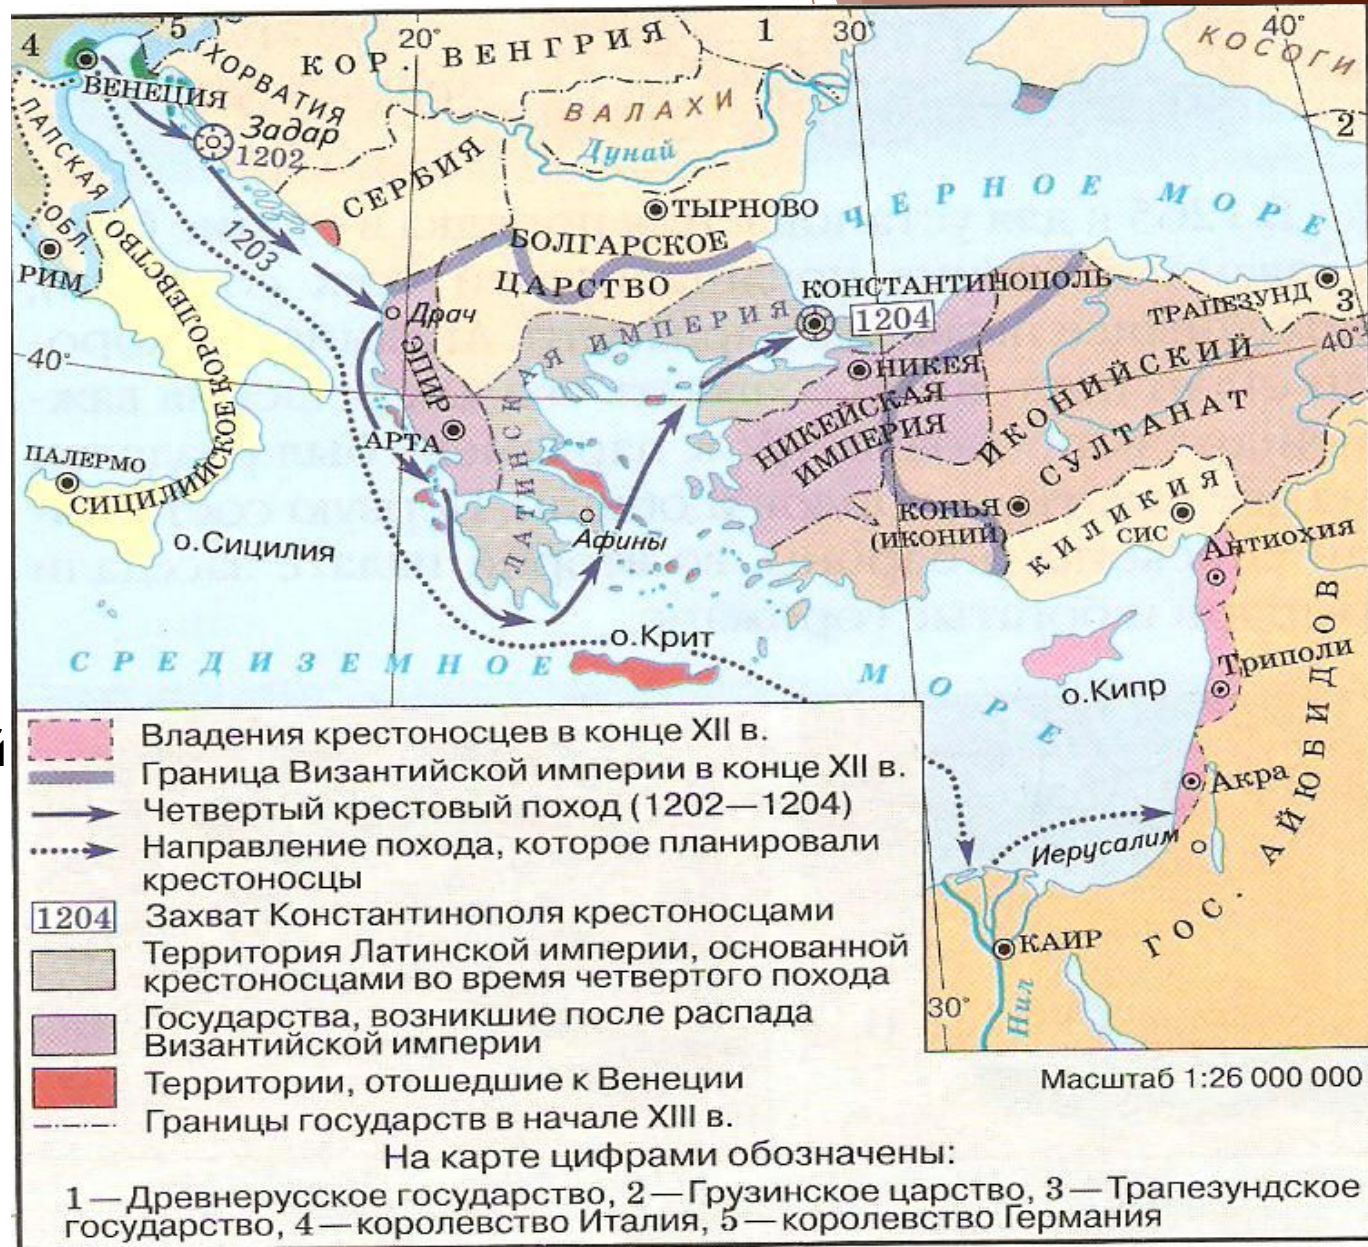 4
5
20°
1
30°
40°
КОР. ВЕНГРИЯ
КОСОГИ
ХОРВАТИЯ
ВЕНЕЦИЯ
ВАЛАХИ
2
ПАПСКАЯ ОБЛ.
Задар
1202
Дунай
СЕРБИЯ
ТЫРНОВО
ЧЕРНОЕ МОРЕ
1203
БОЛГАРСКОЕ
ЦАРСТВО
РИМ
КОНСТАНТИНОПОЛЬ
1204
ТРАПЕЗУНД
3
Драч
ЛАТИНСКАЯ ИМПЕРИЯ
40°
40°
НИКЕЯ
ЭПИР
НИКЕЙСКАЯ
ИМПЕРИЯ
ИКОНИЙСКИЙ
СУЛТАНАТ
АРТА
ПАЛЕРМО
СИЦИЛИЙСКОЕ КОРОЛЕВСТВО
о.Сицилия
Афины
КОНЬЯ
(ИКОНИЙ)
КИЛИКИЯ
СИС
Антиохия
о.Крит
СРЕДИЗЕМНОЕ МОРЕ
о.Кипр
Триполи
Акра
Иерусалим
ГОС. АЙЮБИДОВ
КАИР
30°
Нил
й
Владения крестоносцев в конце XII в.
Граница Византийской империи в конце XII в.
Четвертый крестовый поход (1202—1204)
Направление похода, которое планировали
крестоносцы
1204 Захват Константинополя крестоносцами
Территория Латинской империи, основанной
крестоносцами во время четвертого похода
Государства, возникшие после распада
Византийской империи
Территории, отошедшие к Венеции
Границы государств в начале XIII в.
Масштаб 1:26 000 000
На карте цифрами обозначены:
1—Древнерусское государство, 2—Грузинское царство, 3—Трапезундское
государство, 4—королевство Италия, 5—королевство Германия